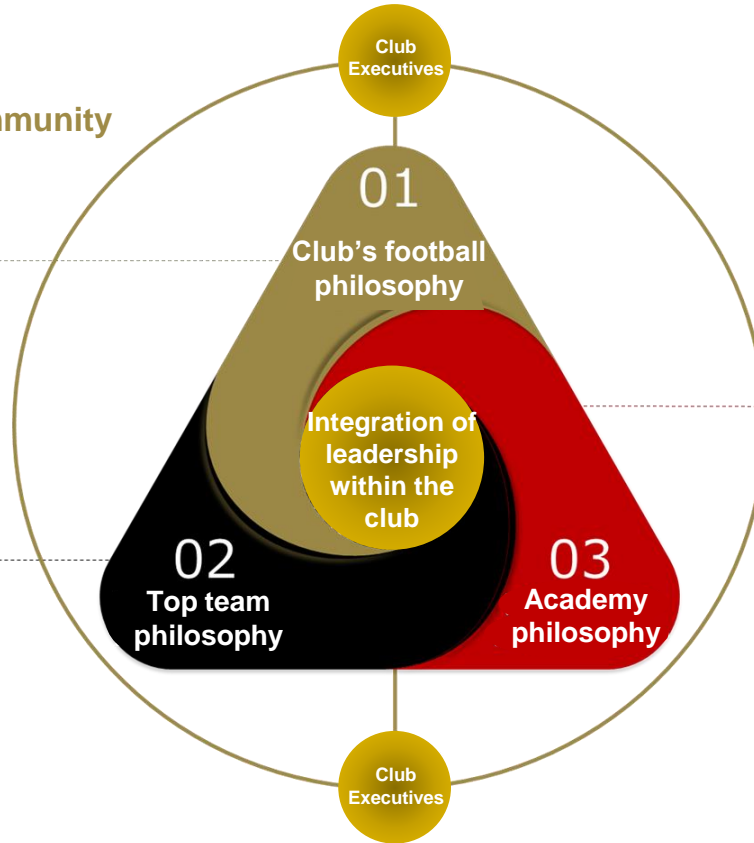 Club
Executives
mmunity
01
Club’s football
philosophy
Integration of
leadership
within the
club
02
Top team
philosophy
03
Academy
philosophy
Club
Executives